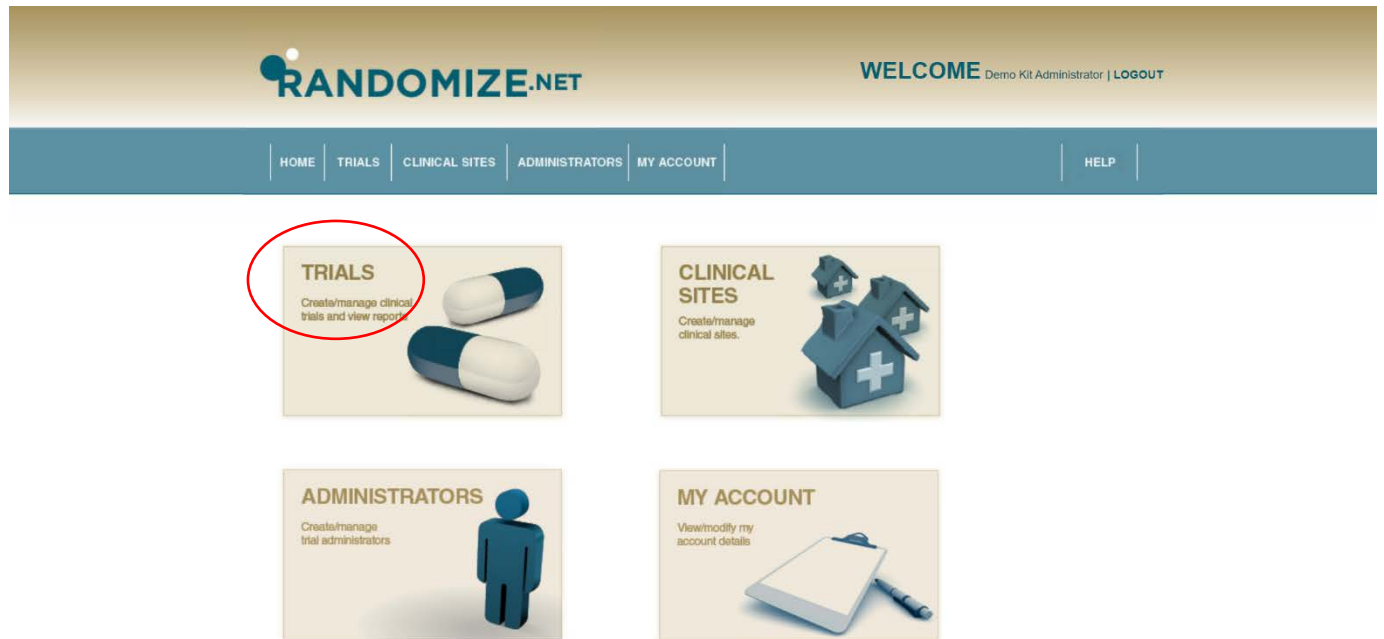 RANDOMIZE.NET
WELCOME Demo Kit Administrator | LOGOUT
HOME TRIALS CLINICAL SITES ADMINISTRATORS MY ACCOUNT HELP
TRIALS
Create/manage clinical
trials and view reports
CLINICAL
SITES
Create/manage
clinical sites.
ADMINISTRATORS
Create/manage
trial administrators
MY ACCOUNT
View/modify my
account details